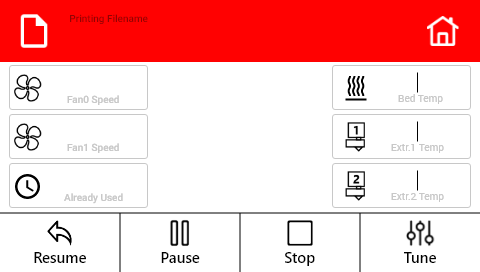 Printing Filename
Fan0 Speed
Bed Temp
Fan1 Speed
1
Extr.1 Temp
Already Used
2
Extr.2 Temp
Resume
Pause
Stop
Tune